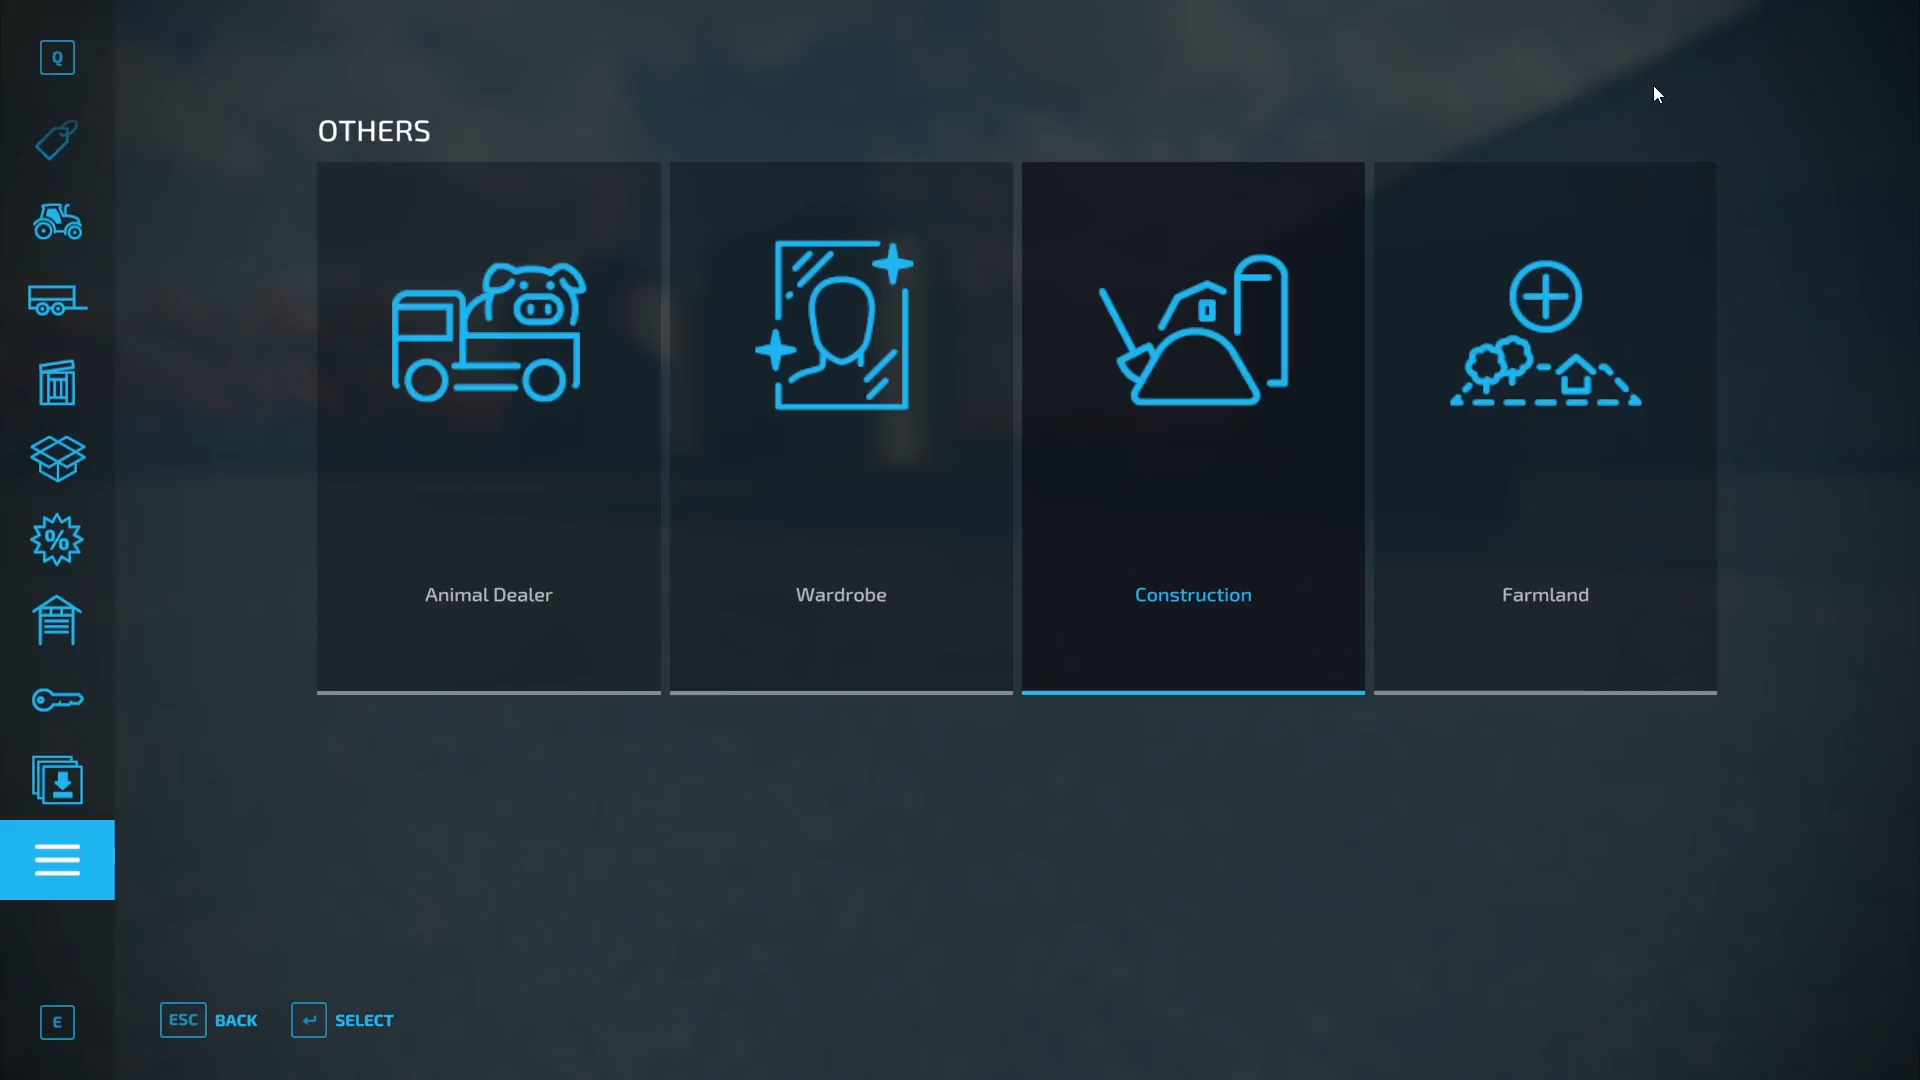 Q
OTHERS
Animal Dealer
Wardrobe
Construction
Farmland
%
E
ESC BACK
↵ SELECT